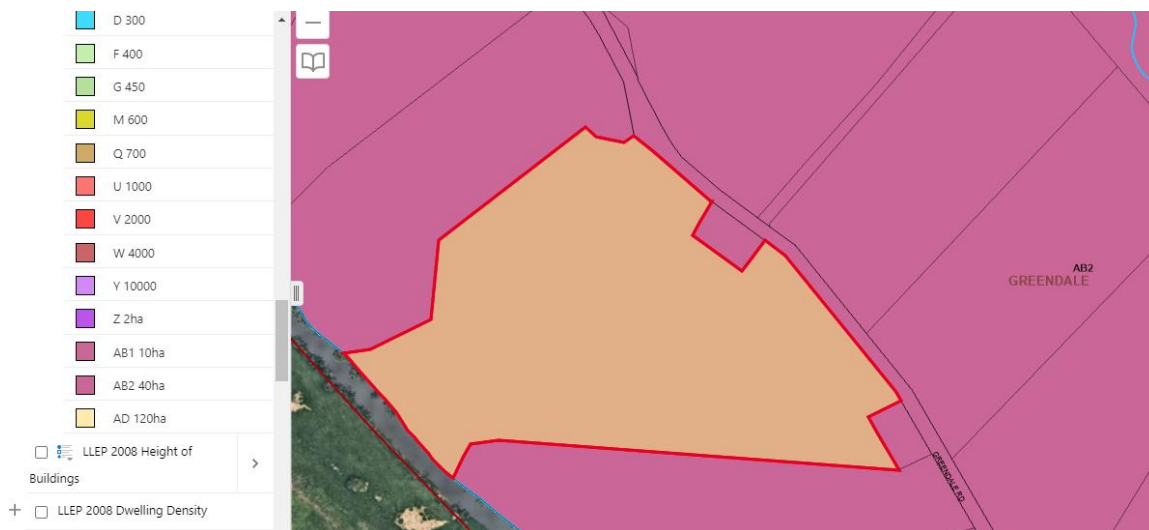 D 300
F 400
G 450
M 600
Q 700
U 1000
V 2000
W 4000
Y 10000
Z 2ha
AB1 10ha
AB2 40ha
AD 120ha
LLEP 2008 Height of
Buildings
LLEP 2008 Dwelling Density
AB2
GREENDALE
GREENDALE RD